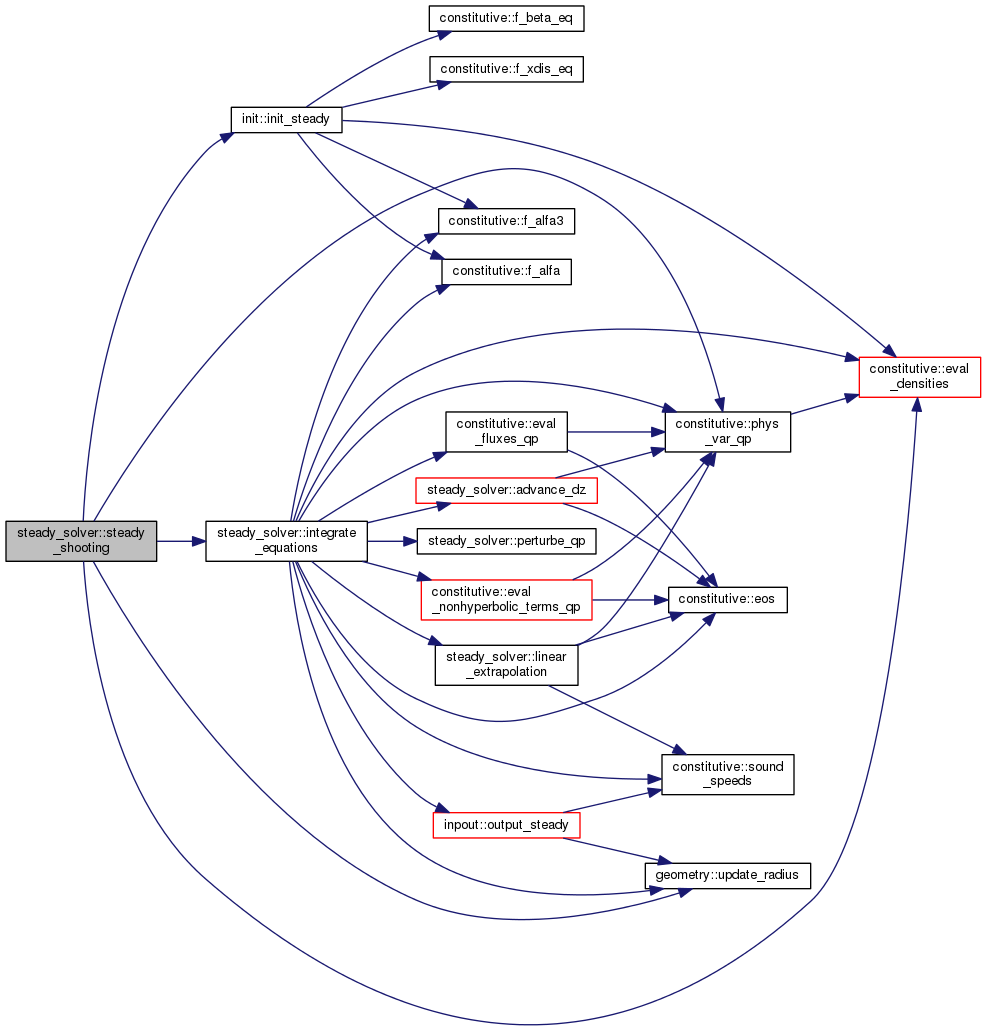 constitutive::f_beta_eq
constitutive::f_xdis_eq
init::init_steady
constitutive::f_alfa3
constitutive::f_alfa
constitutive::eval
_densities
constitutive::phys
_var_qp
constitutive::eval
_fluxes_qp
steady_solver::advance_dz
steady_solver::steady
_shooting
steady_solver::integrate
_equations
steady_solver::perturbe_qp
constitutive::eval
_nonhyperbolic_terms_qp
constitutive::eos
steady_solver::linear
_extrapolation
constitutive::sound
_speeds
inpout::output_steady
geometry::update_radius